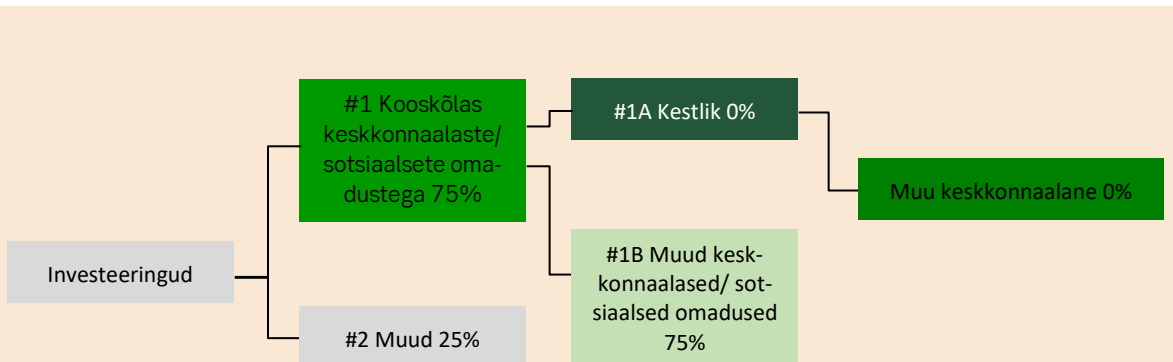 Investeeringud
#1 Kooskõlas
keskkonnaalaste/
sotsiaalsete oma-
dustega 75%
#2 Muud 25%
#1A Kestlik 0%
#1B Muud kesk-
konnaalased/ sot-
siaalsed omadused
75%
Muu keskkonnaalane 0%